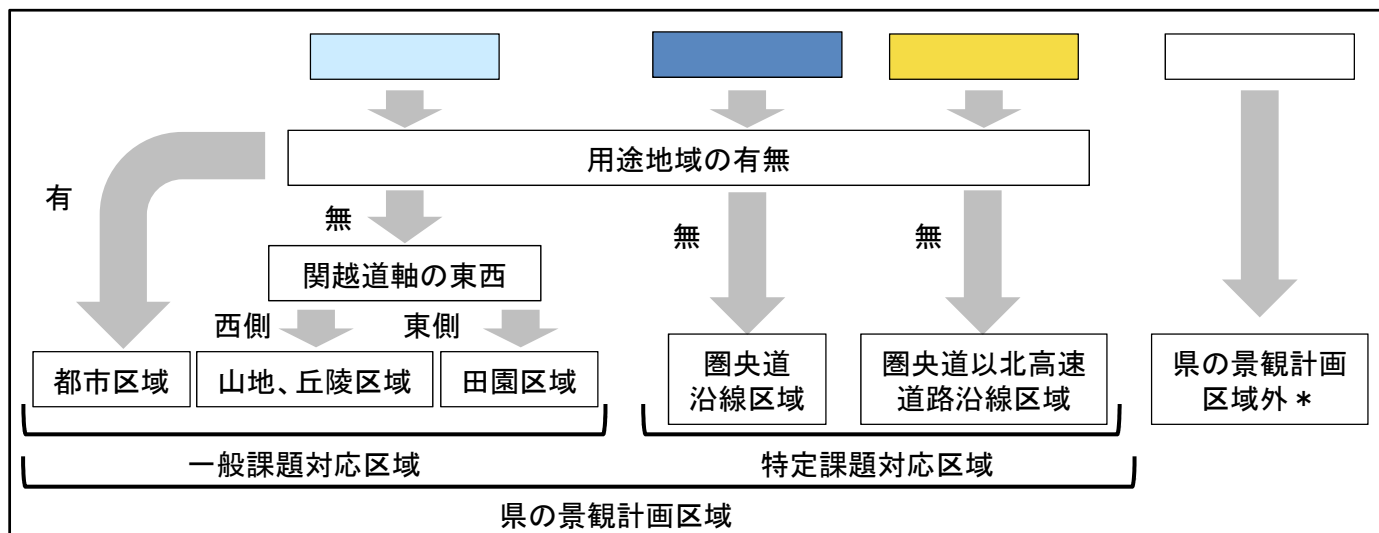 用途地域の有無
有
無
無
無
関越道軸の東西
西側
東側
都市区域
山地、丘陵区域
田園区域
圏央道
沿線区域
圏央道以北高速
道路沿線区域
県の景観計画
区域外＊
一般課題対応区域
特定課題対応区域
県の景観計画区域